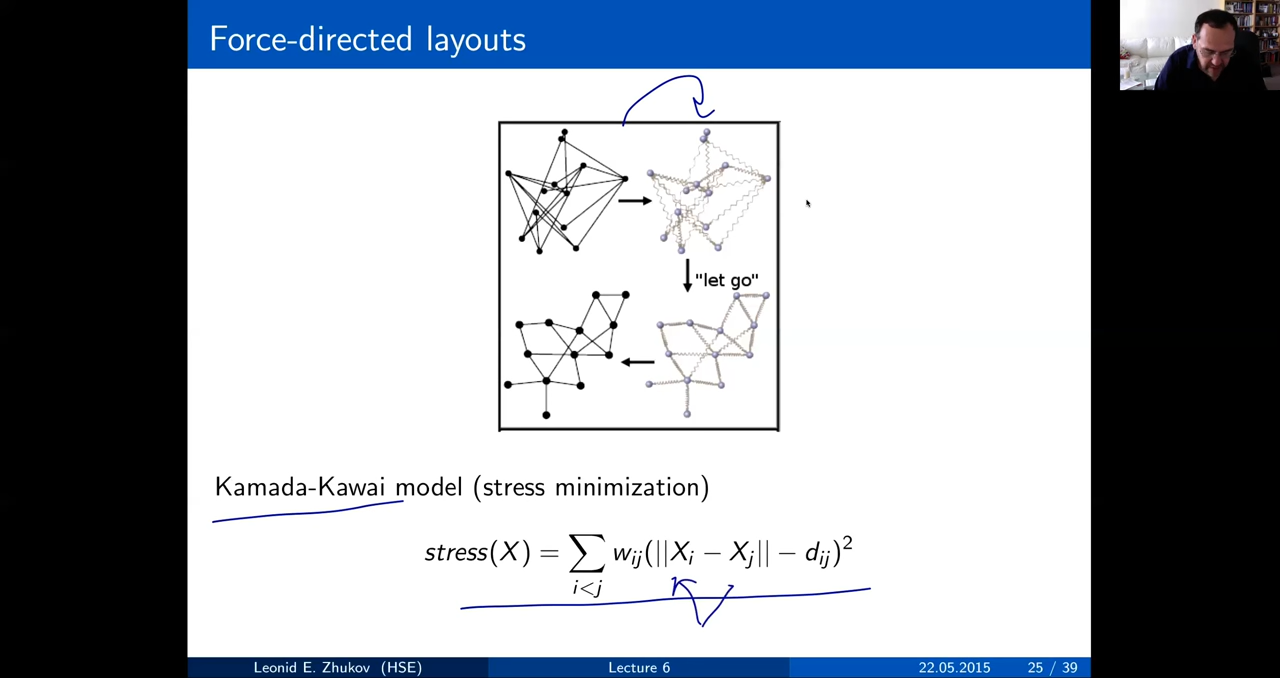 Force-directed layouts
"let go"
Kamada-Kawai model (stress minimization)
stress(X) = ∑ w_{ij}(||X_i − X_j|| − d_{ij})^2
i<j
Leonid E. Zhukov (HSE) Lecture 6 22.05.2015 25 / 39